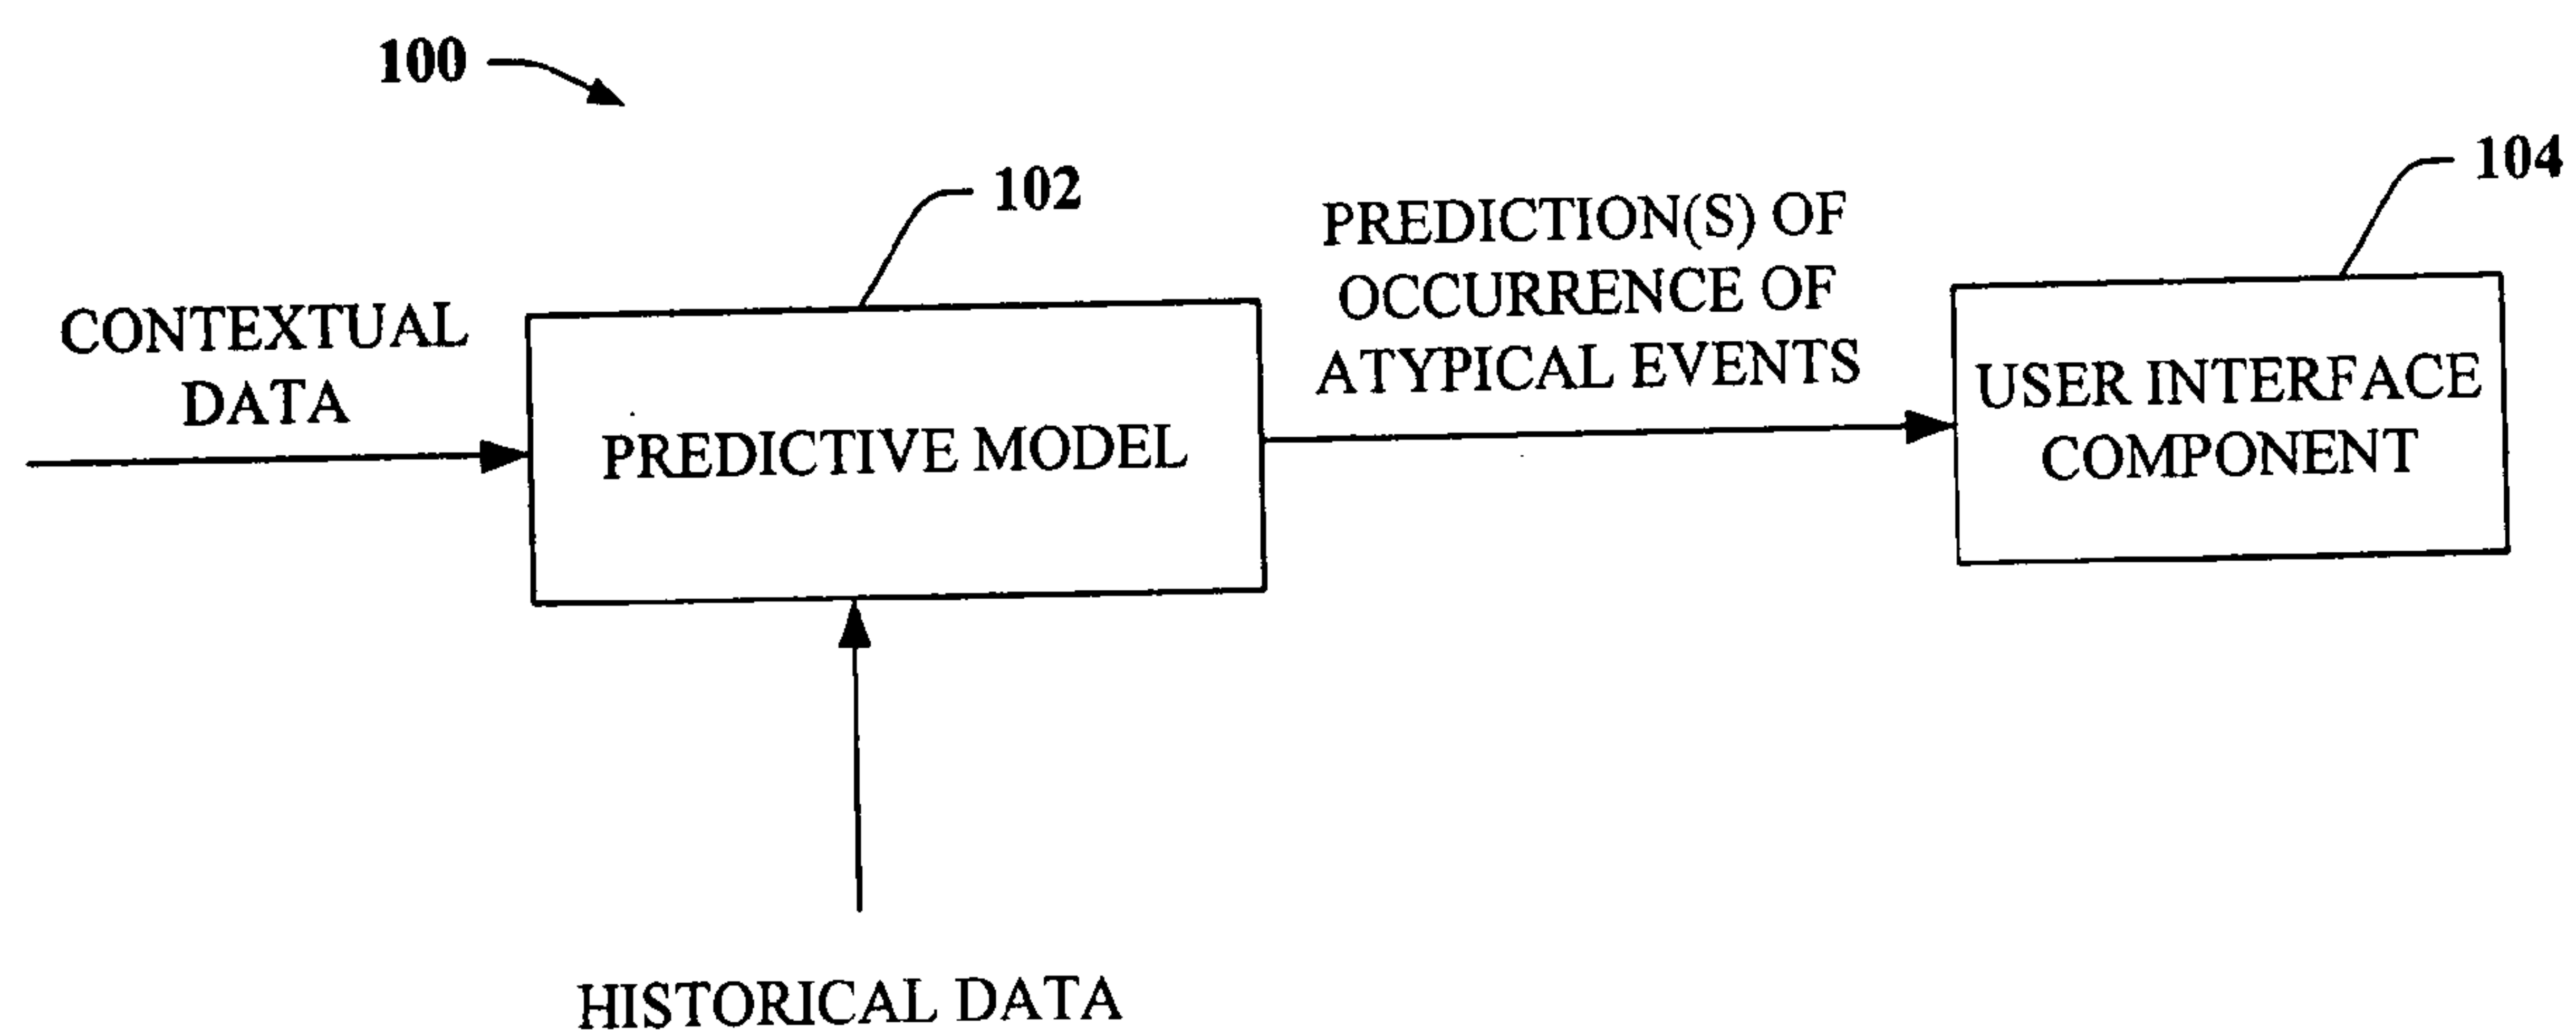 100
102
104
CONTEXTUAL
DATA
PREDICTIVE MODEL
PREDICTION(S) OF
OCCURRENCE OF
ATYPICAL EVENTS
USER INTERFACE
COMPONENT
HISTORICAL DATA